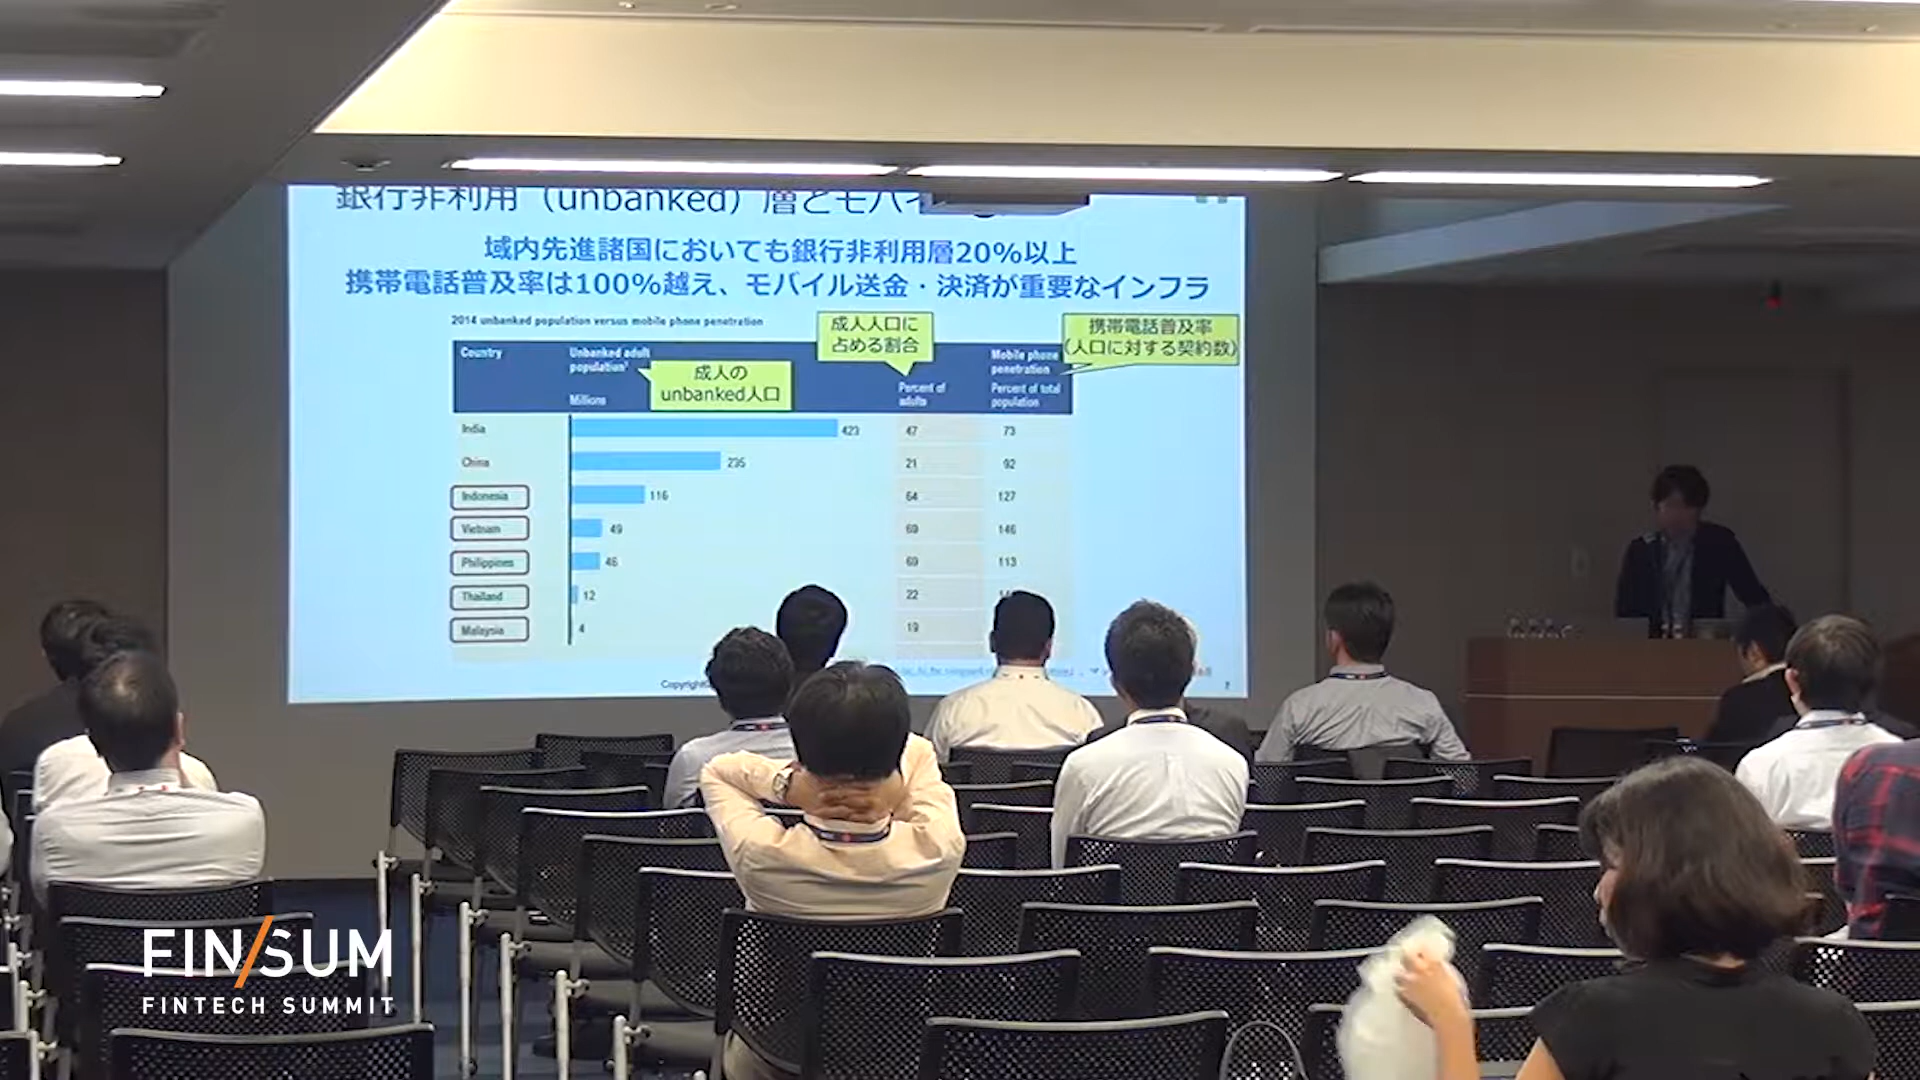 銀行非利用（unbanked）層とモバイ
域内先進諸国においても銀行非利用層20%以上
携帯電話普及率は100%越え、モバイル送金・決済が重要なインフラ
2014 unbanked population versus mobile phone penetration
成人人口に
占める割合
携帯電話普及率
（人口に対する契約数）
Country
Unbanked adult
population¹
Mobile phone
penetration
成人の
unbanked人口
Millions
Percent of
adults
Percent of total
population
India 423 47 73
China 235 21 92
Indonesia 116 64 127
Vietnam 49 69 146
Philippines 46 69 113
Thailand 12 22
Malaysia 4 19
Copyright
7
FIN/SUM
FINTECH SUMMIT